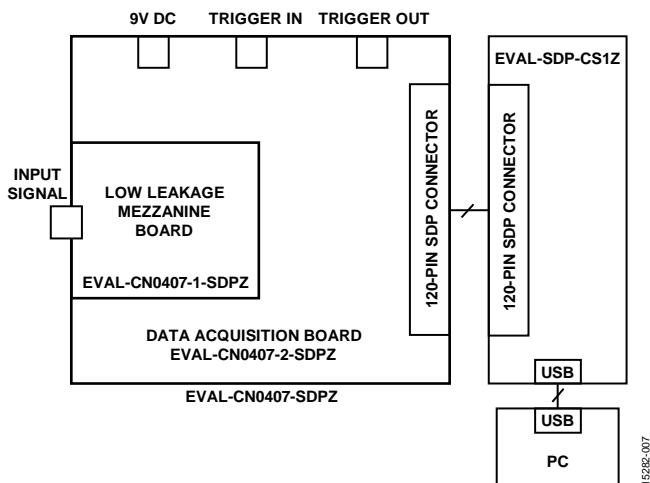 9V DC
TRIGGER IN
TRIGGER OUT
EVAL-SDP-CS1Z
INPUT
SIGNAL
LOW LEAKAGE
MEZZANINE
BOARD
EVAL-CN0407-1-SDPZ
120-PIN SDP CONNECTOR
120-PIN SDP CONNECTOR
DATA ACQUISITION BOARD
EVAL-CN0407-2-SDPZ
EVAL-CN0407-SDPZ
USB
USB
PC
15282-007